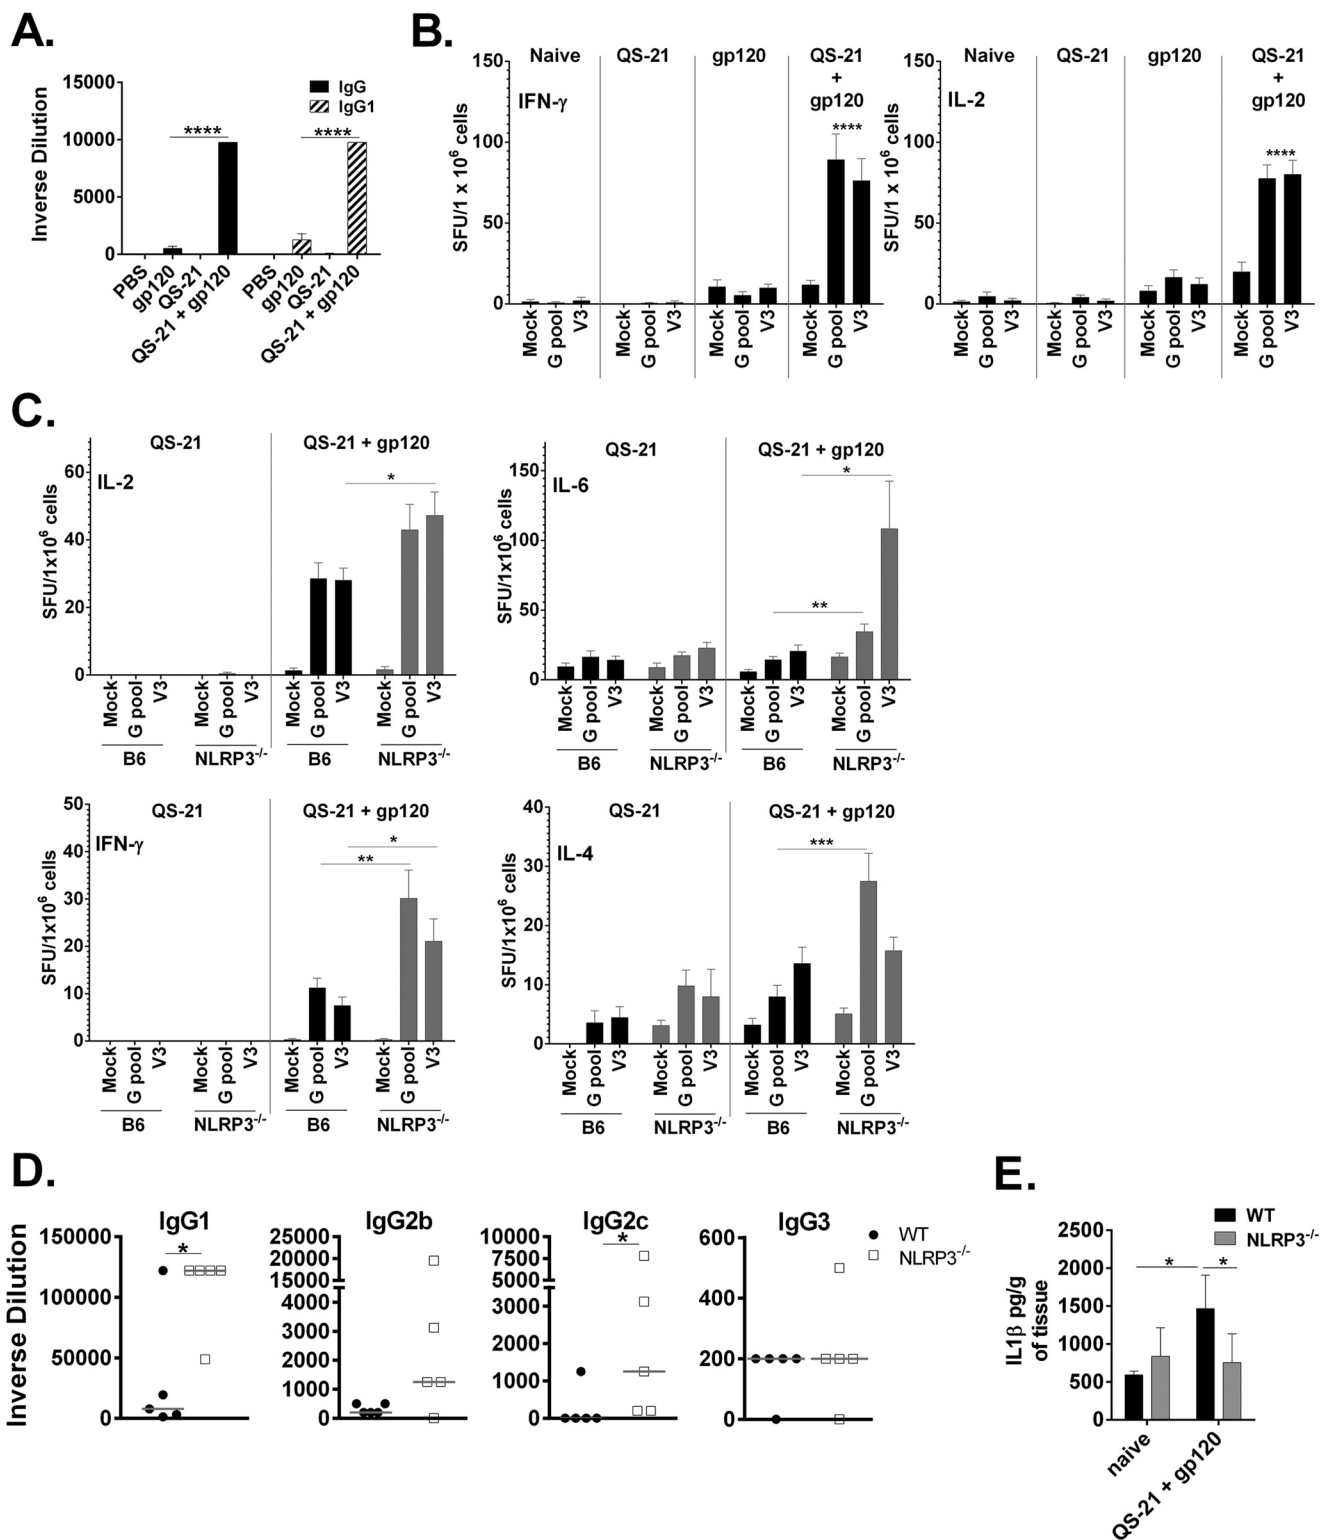 A.
15000
10000
5000
0
Inverse Dilution
IgG
IgG1
****
****
PBS
gp120
QS-21
QS-21 + gp120
PBS
gp120
QS-21
QS-21 + gp120
B.
150
100
50
0
SFU/1 x 10⁶ cells
IFN-γ
Naive
QS-21
gp120
QS-21
+
gp120
****
Mock
G pool
V3
Mock
G pool
V3
Mock
G pool
V3
Mock
G pool
V3
150
100
50
0
SFU/1 x 10⁶ cells
IL-2
Naive
QS-21
gp120
QS-21
+
gp120
****
Mock
G pool
V3
Mock
G pool
V3
Mock
G pool
V3
Mock
G pool
V3
C.
QS-21
QS-21 + gp120
IL-2
60
40
20
0
SFU/1x10⁶ cells
*
Mock
G pool
V3
Mock
G pool
V3
Mock
G pool
V3
Mock
G pool
V3
B6
NLRP3⁻/⁻
B6
NLRP3⁻/⁻
QS-21
QS-21 + gp120
IL-6
150
100
50
0
SFU/1x10⁶ cells
*
**
Mock
G pool
V3
Mock
G pool
V3
Mock
G pool
V3
Mock
G pool
V3
B6
NLRP3⁻/⁻
B6
NLRP3⁻/⁻
QS-21
QS-21 + gp120
IFN-γ
50
40
30
20
10
0
SFU/1x10⁶ cells
*
**
Mock
G pool
V3
Mock
G pool
V3
Mock
G pool
V3
Mock
G pool
V3
B6
NLRP3⁻/⁻
B6
NLRP3⁻/⁻
QS-21
QS-21 + gp120
IL-4
40
30
20
10
0
SFU/1x10⁶ cells
***
Mock
G pool
V3
Mock
G pool
V3
Mock
G pool
V3
Mock
G pool
V3
B6
NLRP3⁻/⁻
B6
NLRP3⁻/⁻
D.
Inverse Dilution
IgG1
150000
100000
50000
0
*
IgG2b
25000
20000
15000
4000
3000
2000
1000
0
IgG2c
10000
7500
5000
3000
2000
1000
0
*
IgG3
600
400
200
0
WT
NLRP3⁻/⁻
E.
WT
NLRP3⁻/⁻
2500
2000
1500
1000
500
0
IL1β pg/g
of tissue
*
*
naive
QS-21 + gp120